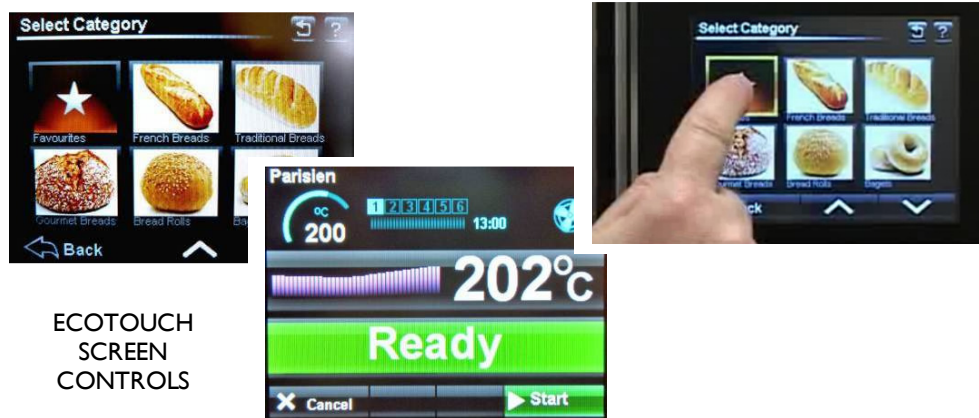 Select Category
?
Favourites
French Breads
Traditional Breads
Gourmet Breads
Bread Rolls
Back
Parisien
°C
200
1 2 3 4 5 6
13:00
202°C
Ready
Cancel
Start
Select Category
?
French Breads
Traditional Breads
Bread Rolls
Bagels
ECOTOUCH
SCREEN
CONTROLS